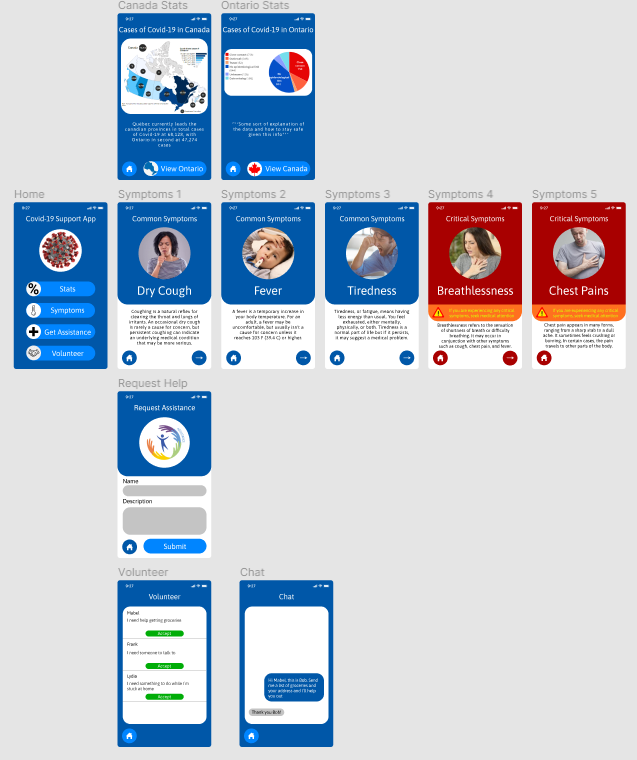 Canada Stats
9:27
Cases of Covid-19 in Canada
Canada
Quebec currently leads the
canadian provinces in total cases
of Covid-19 at 68,128, with
Ontario in second at 47,274
cases
View Ontario
Ontario Stats
9:27
Cases of Covid-19 in Ontario
***Some sort of explanation of
the data and how to stay safe
given this info***
View Canada
Home
9:27
Covid-19 Support App
%
Stats
Symptoms
Get Assistance
Volunteer
Symptoms 1
9:27
Common Symptoms
Dry Cough
Coughing is a natural reflex for
clearing the throat and lungs of
irritants. An occasional dry cough
is rarely a cause for concern, but
persistent coughing can indicate
an underlying medical condition
that may be more serious.
Symptoms 2
9:27
Common Symptoms
Fever
A fever is a temporary increase in
your body temperature. For an
adult, a fever may be
uncomfortable, but usually isn't a
cause for concern unless it
reaches 103 F (39.4 C) or higher.
Symptoms 3
9:27
Common Symptoms
Tiredness
Tiredness, or fatigue, means having
less energy than usual. You feel
exhausted, either mentally,
physically, or both. Tiredness is a
normal part of life but if it persists,
it may suggest a medical problem.
Symptoms 4
9:27
Critical Symptoms
Breathlessness
If you are experiencing any critical
symptoms, seek medical attention
Breathlessness refers to the sensation
of shortness of breath or difficulty
breathing. It may occur in
conjunction with other symptoms
such as cough, chest pain, and fever.
Symptoms 5
9:27
Critical Symptoms
Chest Pains
If you are experiencing any critical
symptoms, seek medical attention
Chest pain appears in many forms,
ranging from a sharp stab to a dull
ache. It sometimes feels crushing or
burning. In certain cases, the pain
travels to other parts of the body.
Request Help
9:27
Request Assistance
Name
Description
Submit
Volunteer
9:27
Volunteer
Mabel
I need help getting groceries
Accept
Frank
I need someone to talk to
Accept
Lydia
I need something to do while I'm
stuck at home
Accept
Chat
9:27
Chat
Hi Mabel, this is Bob. Send
me a list of groceries and
your address and I'll help
you out
Thank you Bob!